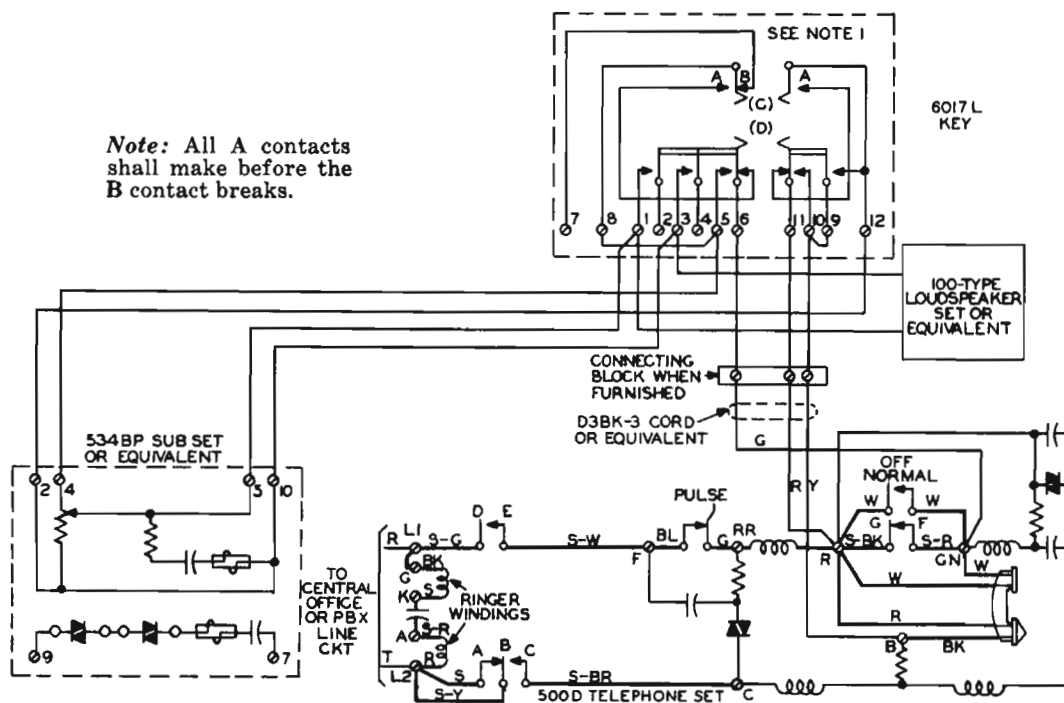 SEE NOTE 1
A B A
(C)
(D)
6017 L
KEY
Note: All A contacts
shall make before the
B contact breaks.
7 8 1 2 3 4 5 6 11 10 9 12
100-TYPE
LOUDSPEAKER
SET OR
EQUIVALENT
CONNECTING
BLOCK WHEN
FURNISHED
D3BK-3 CORD
OR EQUIVALENT
G
R Y
534BP SUB SET
OR EQUIVALENT
2 4 5 10
9 7
TO
CENTRAL
OFFICE
OR PBX
LINE
CKT
R L1 S-G D E S-W F BL PULSE G RR
BK
G
K S
RINGER
WINDINGS
A S-R
R
T L2 S A B C S-BR C
S-Y
500D TELEPHONE SET
OFF
NORMAL
W W
G F
R S-BK S-R GN
W W
R
B BK